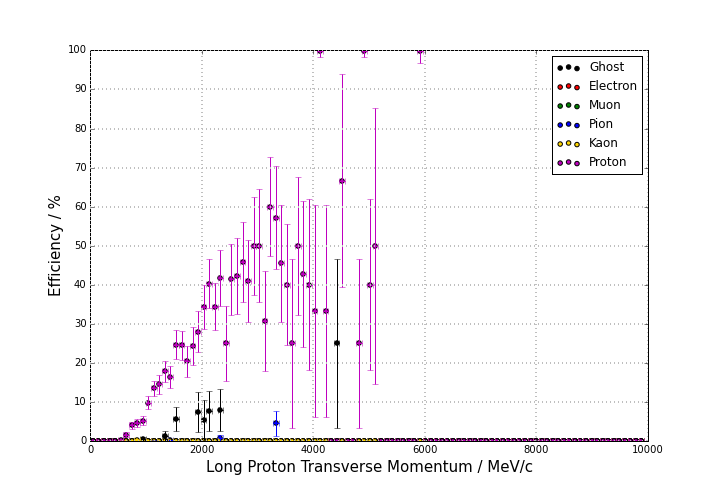 100
90
80
70
60
50
40
30
20
10
0
Efficiency / %
0
2000
4000
6000
8000
10000
Long Proton Transverse Momentum / MeV/c
Ghost
Electron
Muon
Pion
Kaon
Proton